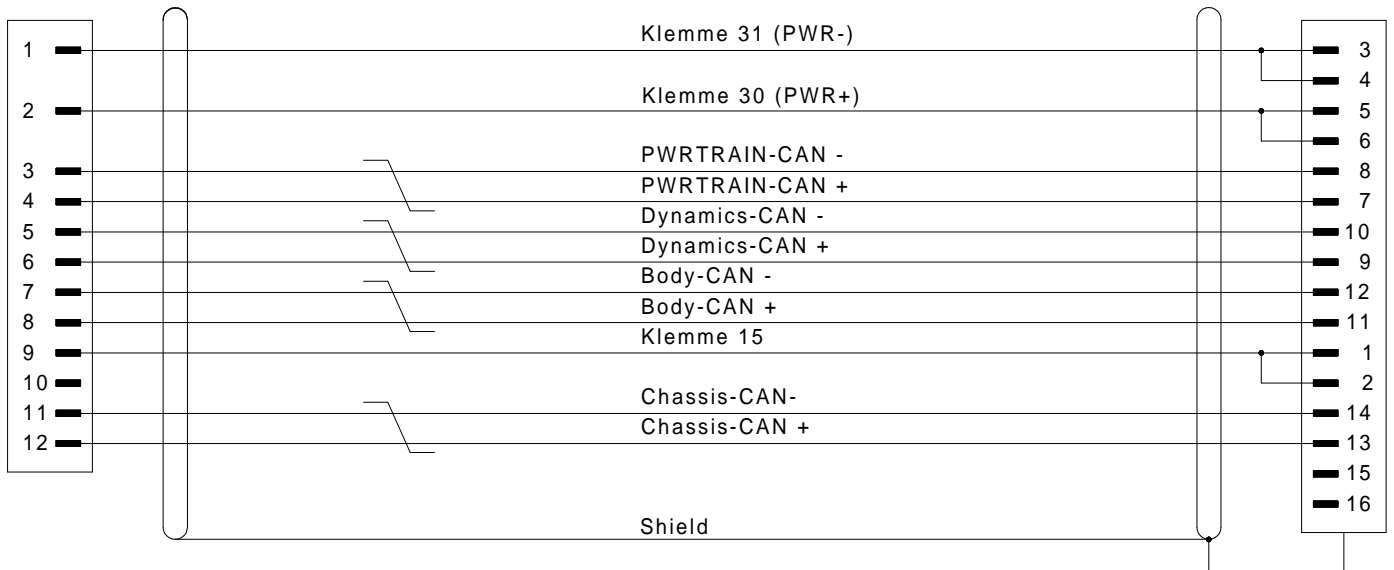 1 Klemme 31 (PWR-) 3
4
2 Klemme 30 (PWR+) 5
6
3 PWRTRAIN-CAN - 8
4 PWRTRAIN-CAN + 7
5 Dynamics-CAN - 10
6 Dynamics-CAN + 9
7 Body-CAN - 12
8 Body-CAN + 11
9 Klemme 15 1
10 2
11 Chassis-CAN- 14
12 Chassis-CAN + 13
15
16
Shield